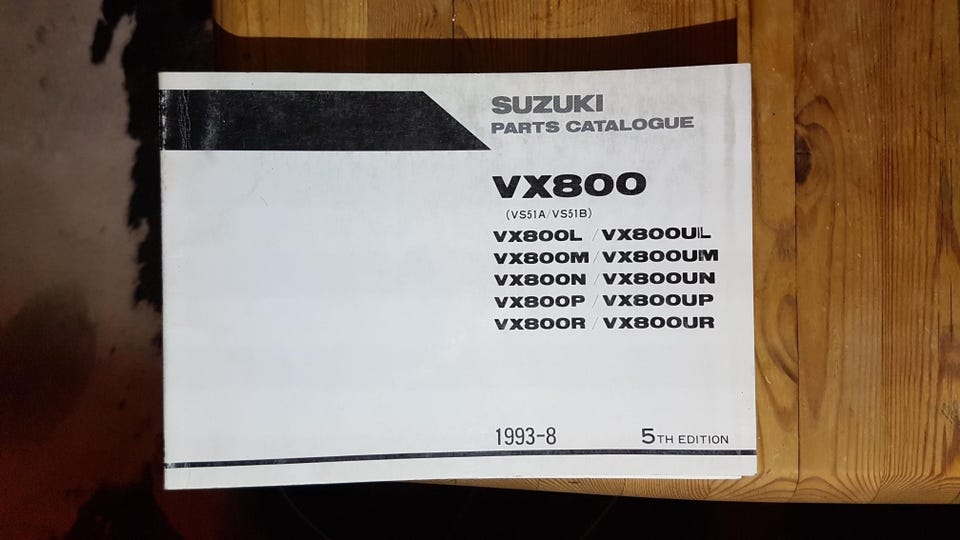 SUZUKI
PARTS CATALOGUE
VX800
(VS51A/VS51B)
VX800L / VX800UL
VX800M / VX800UM
VX800N / VX800UN
VX800P / VX800UP
VX800R / VX800UR
1993-8 5TH EDITION